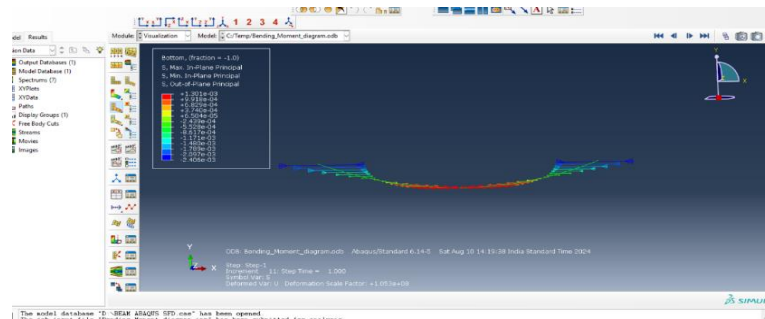 1 2 3 4
Model Results
Module: Visualization Model: C:/Temp/Bending_Moment_diagram.odb
Output Databases (1)
Model Database (1)
Spectrums (7)
XYPlots
XYData
Paths
Display Groups (1)
Free Body Cuts
Streams
Movies
Images
Bottom, (fraction = -1.0)
S, Max. In-Plane Principal
S, Min. In-Plane Principal
S, Out-of-Plane Principal
+1.301e-03
+9.918e-04
+6.829e-04
+3.740e-04
+6.504e-05
-2.439e-04
-5.528e-04
-8.617e-04
-1.171e-03
-1.480e-03
-1.789e-03
-2.097e-03
-2.406e-03
Y
X
Y
X
ODB: Bending_Moment_diagram.odb Abaqus/Standard 6.14-5 Sat Aug 10 14:15:38 India Standard Time 2024
Step: Step-1
Increment 11: Step Time = 1.000
Symbol Var: S
Deformed Var: U Deformation Scale Factor:
SIMUL
The model database "D:\BEAM ABAQUS SFD.cae" has been opened.